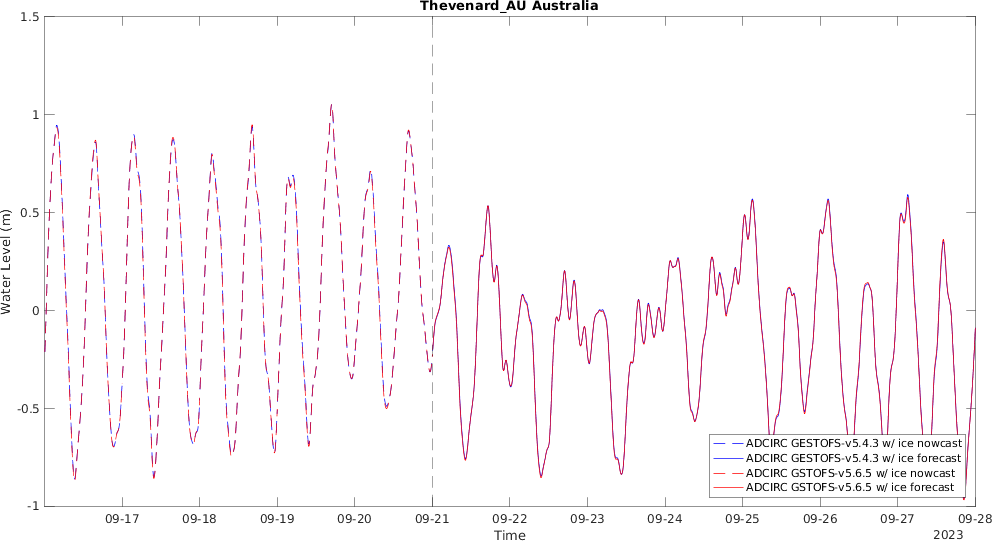 Thevenard_AU Australia
1.5
1
0.5
0
-0.5
-1
Water Level (m)
ADCIRC GESTOFS-v5.4.3 w/ ice nowcast
ADCIRC GESTOFS-v5.4.3 w/ ice forecast
ADCIRC GSTOFS-v5.6.5 w/ ice nowcast
ADCIRC GSTOFS-v5.6.5 w/ ice forecast
09-17 09-18 09-19 09-20 09-21 09-22 09-23 09-24 09-25 09-26 09-27 09-28
Time
2023